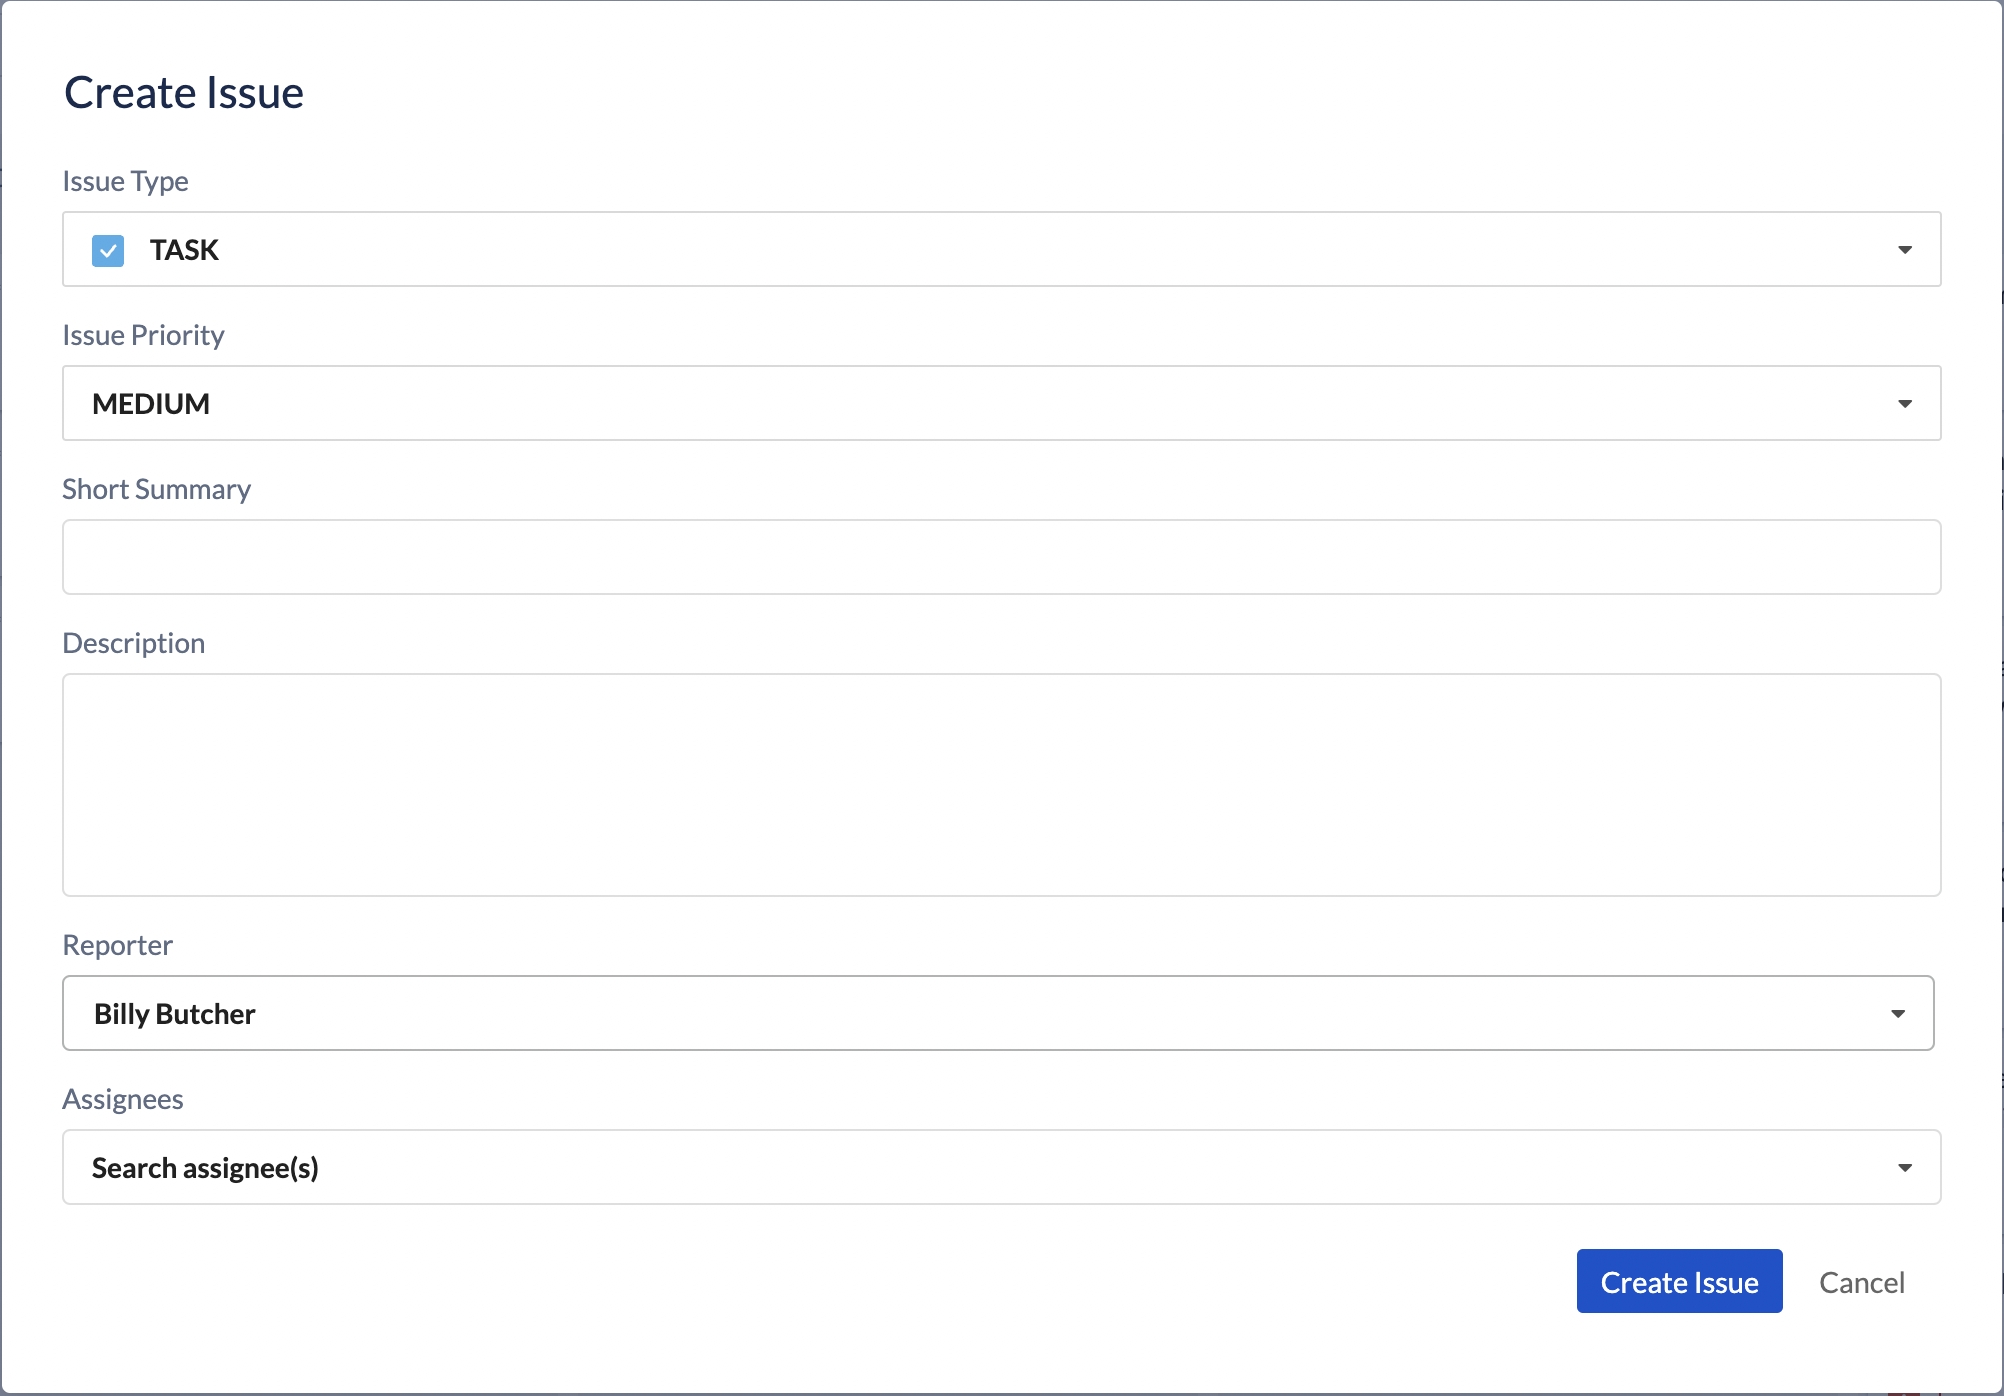 Create Issue
Issue Type
TASK
Issue Priority
MEDIUM
Short Summary
Description
Reporter
Billy Butcher
Assignees
Search assignee(s)
Create Issue
Cancel